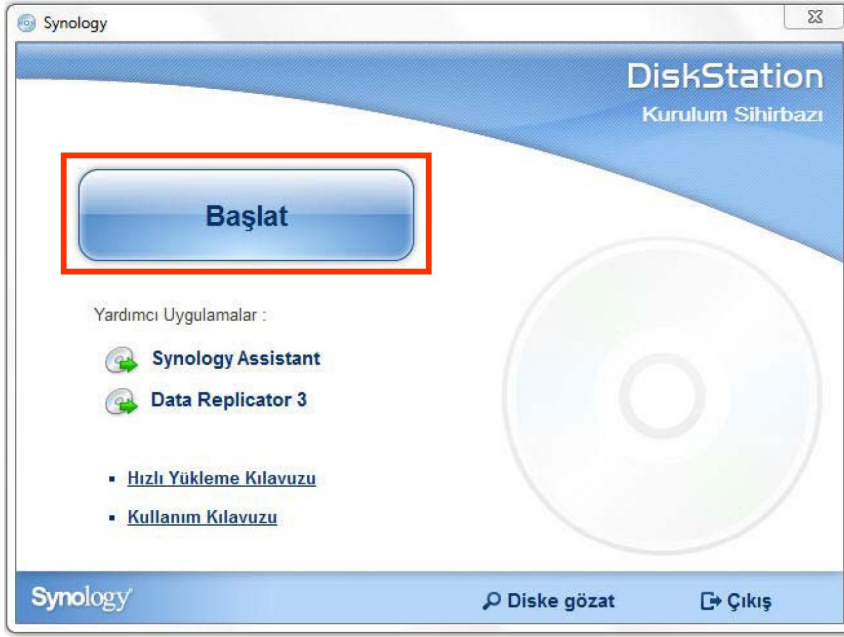 Synology
DiskStation
Kurulum Sihirbazı
Başlat
Yardımcı Uygulamalar :
Synology Assistant
Data Replicator 3
Hızlı Yükleme Kılavuzu
Kullanım Kılavuzu
Synology
Diske gözat
Çıkış